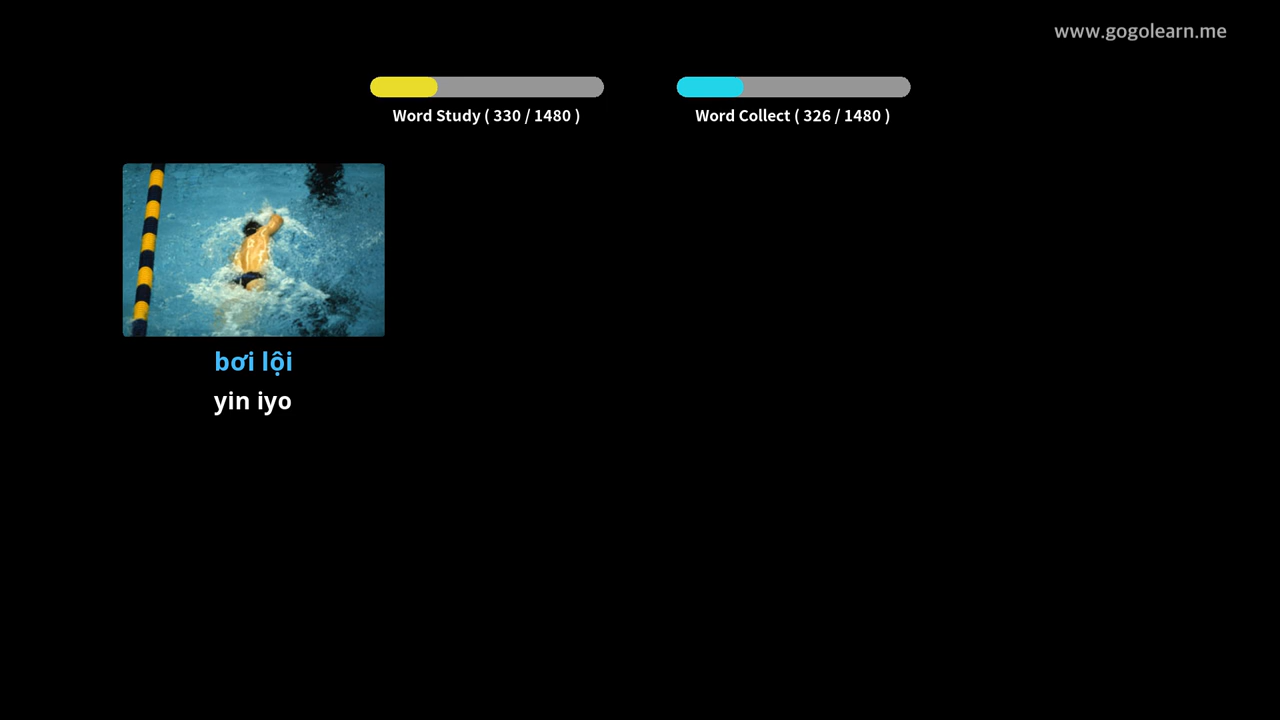 www.gogolearn.me
Word Study ( 330 / 1480 )
Word Collect ( 326 / 1480 )
bơi lội
yin iyo